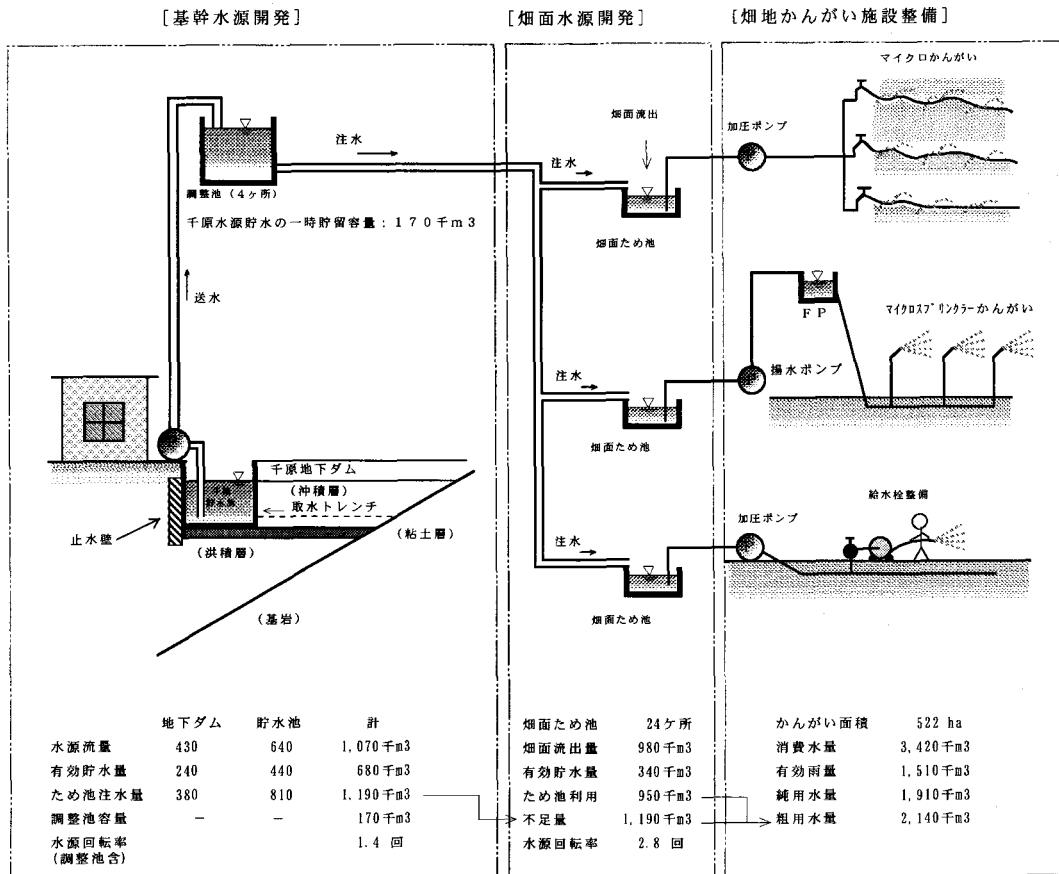 [基幹水源開発]
[畑面水源開発]
[畑地かんがい施設整備]
注水
調整池 (4ヶ所)
千原水源貯水の一時貯留容量: 170千m3
送水
千原地下ダム
(沖積層)
取水トレンチ
止水壁
(洪積層)
(粘土層)
(基岩)
畑面流出
注水
畑面ため池
注水
畑面ため池
注水
畑面ため池
マイクロかんがい
加圧ポンプ
FP
マイクロスプリンクラーかんがい
揚水ポンプ
給水栓整備
加圧ポンプ
地下ダム 貯水池 計
水源流量 430 640 1,070千m3
有効貯水量 240 440 680千m3
ため池注水量 380 810 1,190千m3
調整池容量 - - 170千m3
水源回転率 1.4 回
(調整池含)
畑面ため池 24ケ所
畑面流出量 980千m3
有効貯水量 340千m3
ため池利用 950千m3
不足量 1,190千m3
水源回転率 2.8 回
かんがい面積 522 ha
消費水量 3,420千m3
有効雨量 1,510千m3
純用水量 1,910千m3
粗用水量 2,140千m3